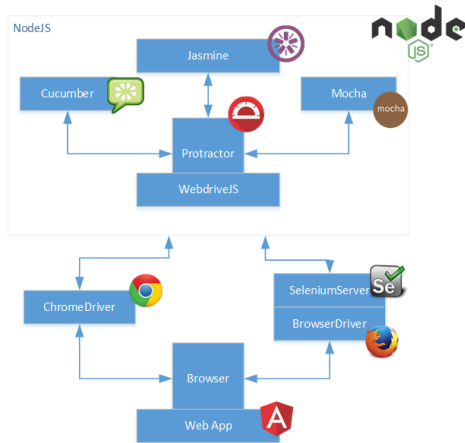 NodeJS
node
JS
Jasmine
Cucumber
Mocha
mocha
Protractor
WebdriveJS
ChromeDriver
SeleniumServer
Se
BrowserDriver
Browser
Web App
A